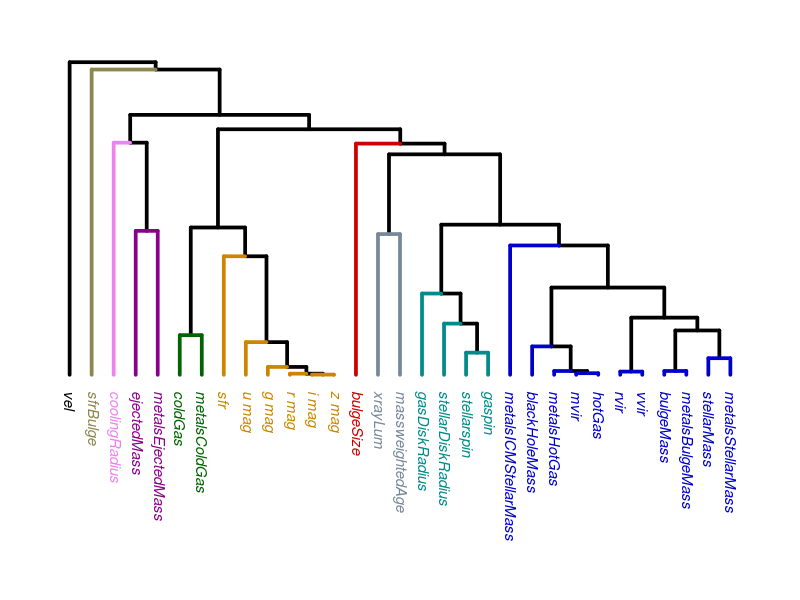 vel
sfrBulge
coolingRadius
ejectedMass
metalsEjectedMass
coldGas
metalsColdGas
sfr
u mag
g mag
r mag
i mag
z mag
bulgeSize
xrayLum
massweightedAge
gasDiskRadius
stellarDiskRadius
stellarspin
gaspin
metalsICMStellarMass
blackHoleMass
metalsHotGas
mvir
hotGas
rvir
vvir
bulgeMass
metalsBulgeMass
stellarMass
metalsStellarMass